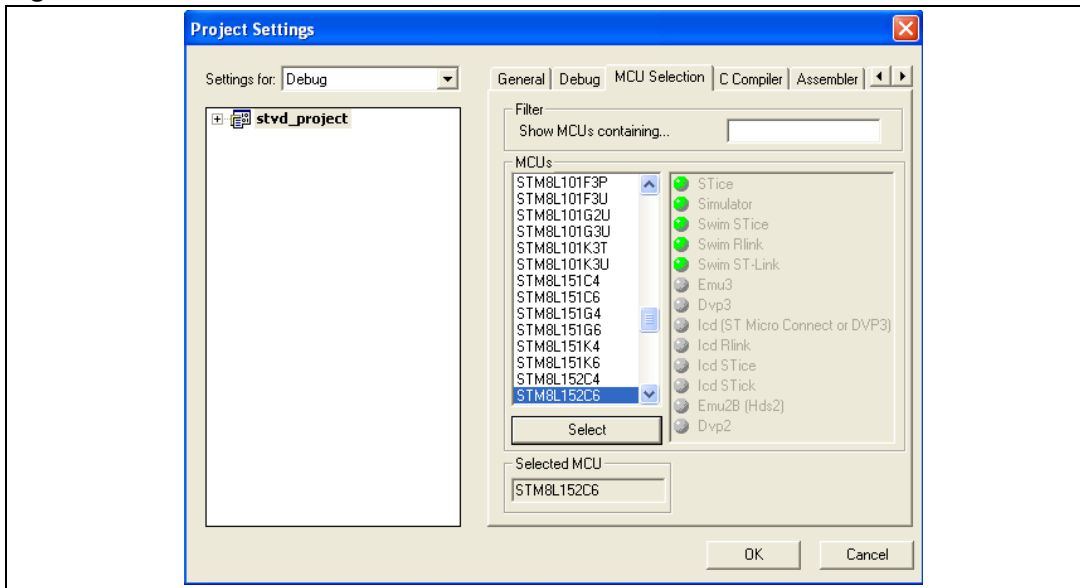 Project Settings
Settings for: Debug
stvd_project
General Debug MCU Selection C Compiler Assembler
Filter
Show MCUs containing...
MCUs
STM8L101F3P
STM8L101F3U
STM8L101G2U
STM8L101G3U
STM8L101K3T
STM8L101K3U
STM8L151C4
STM8L151C6
STM8L151G4
STM8L151G6
STM8L151K4
STM8L151K6
STM8L152C4
STM8L152C6
STice
Simulator
Swim STice
Swim Rlink
Swim ST-Link
Emu3
Dvp3
Icd (ST Micro Connect or DVP3)
Icd Rlink
Icd STice
Icd STick
Emu2B (Hds2)
Dvp2
Select
Selected MCU
STM8L152C6
OK Cancel